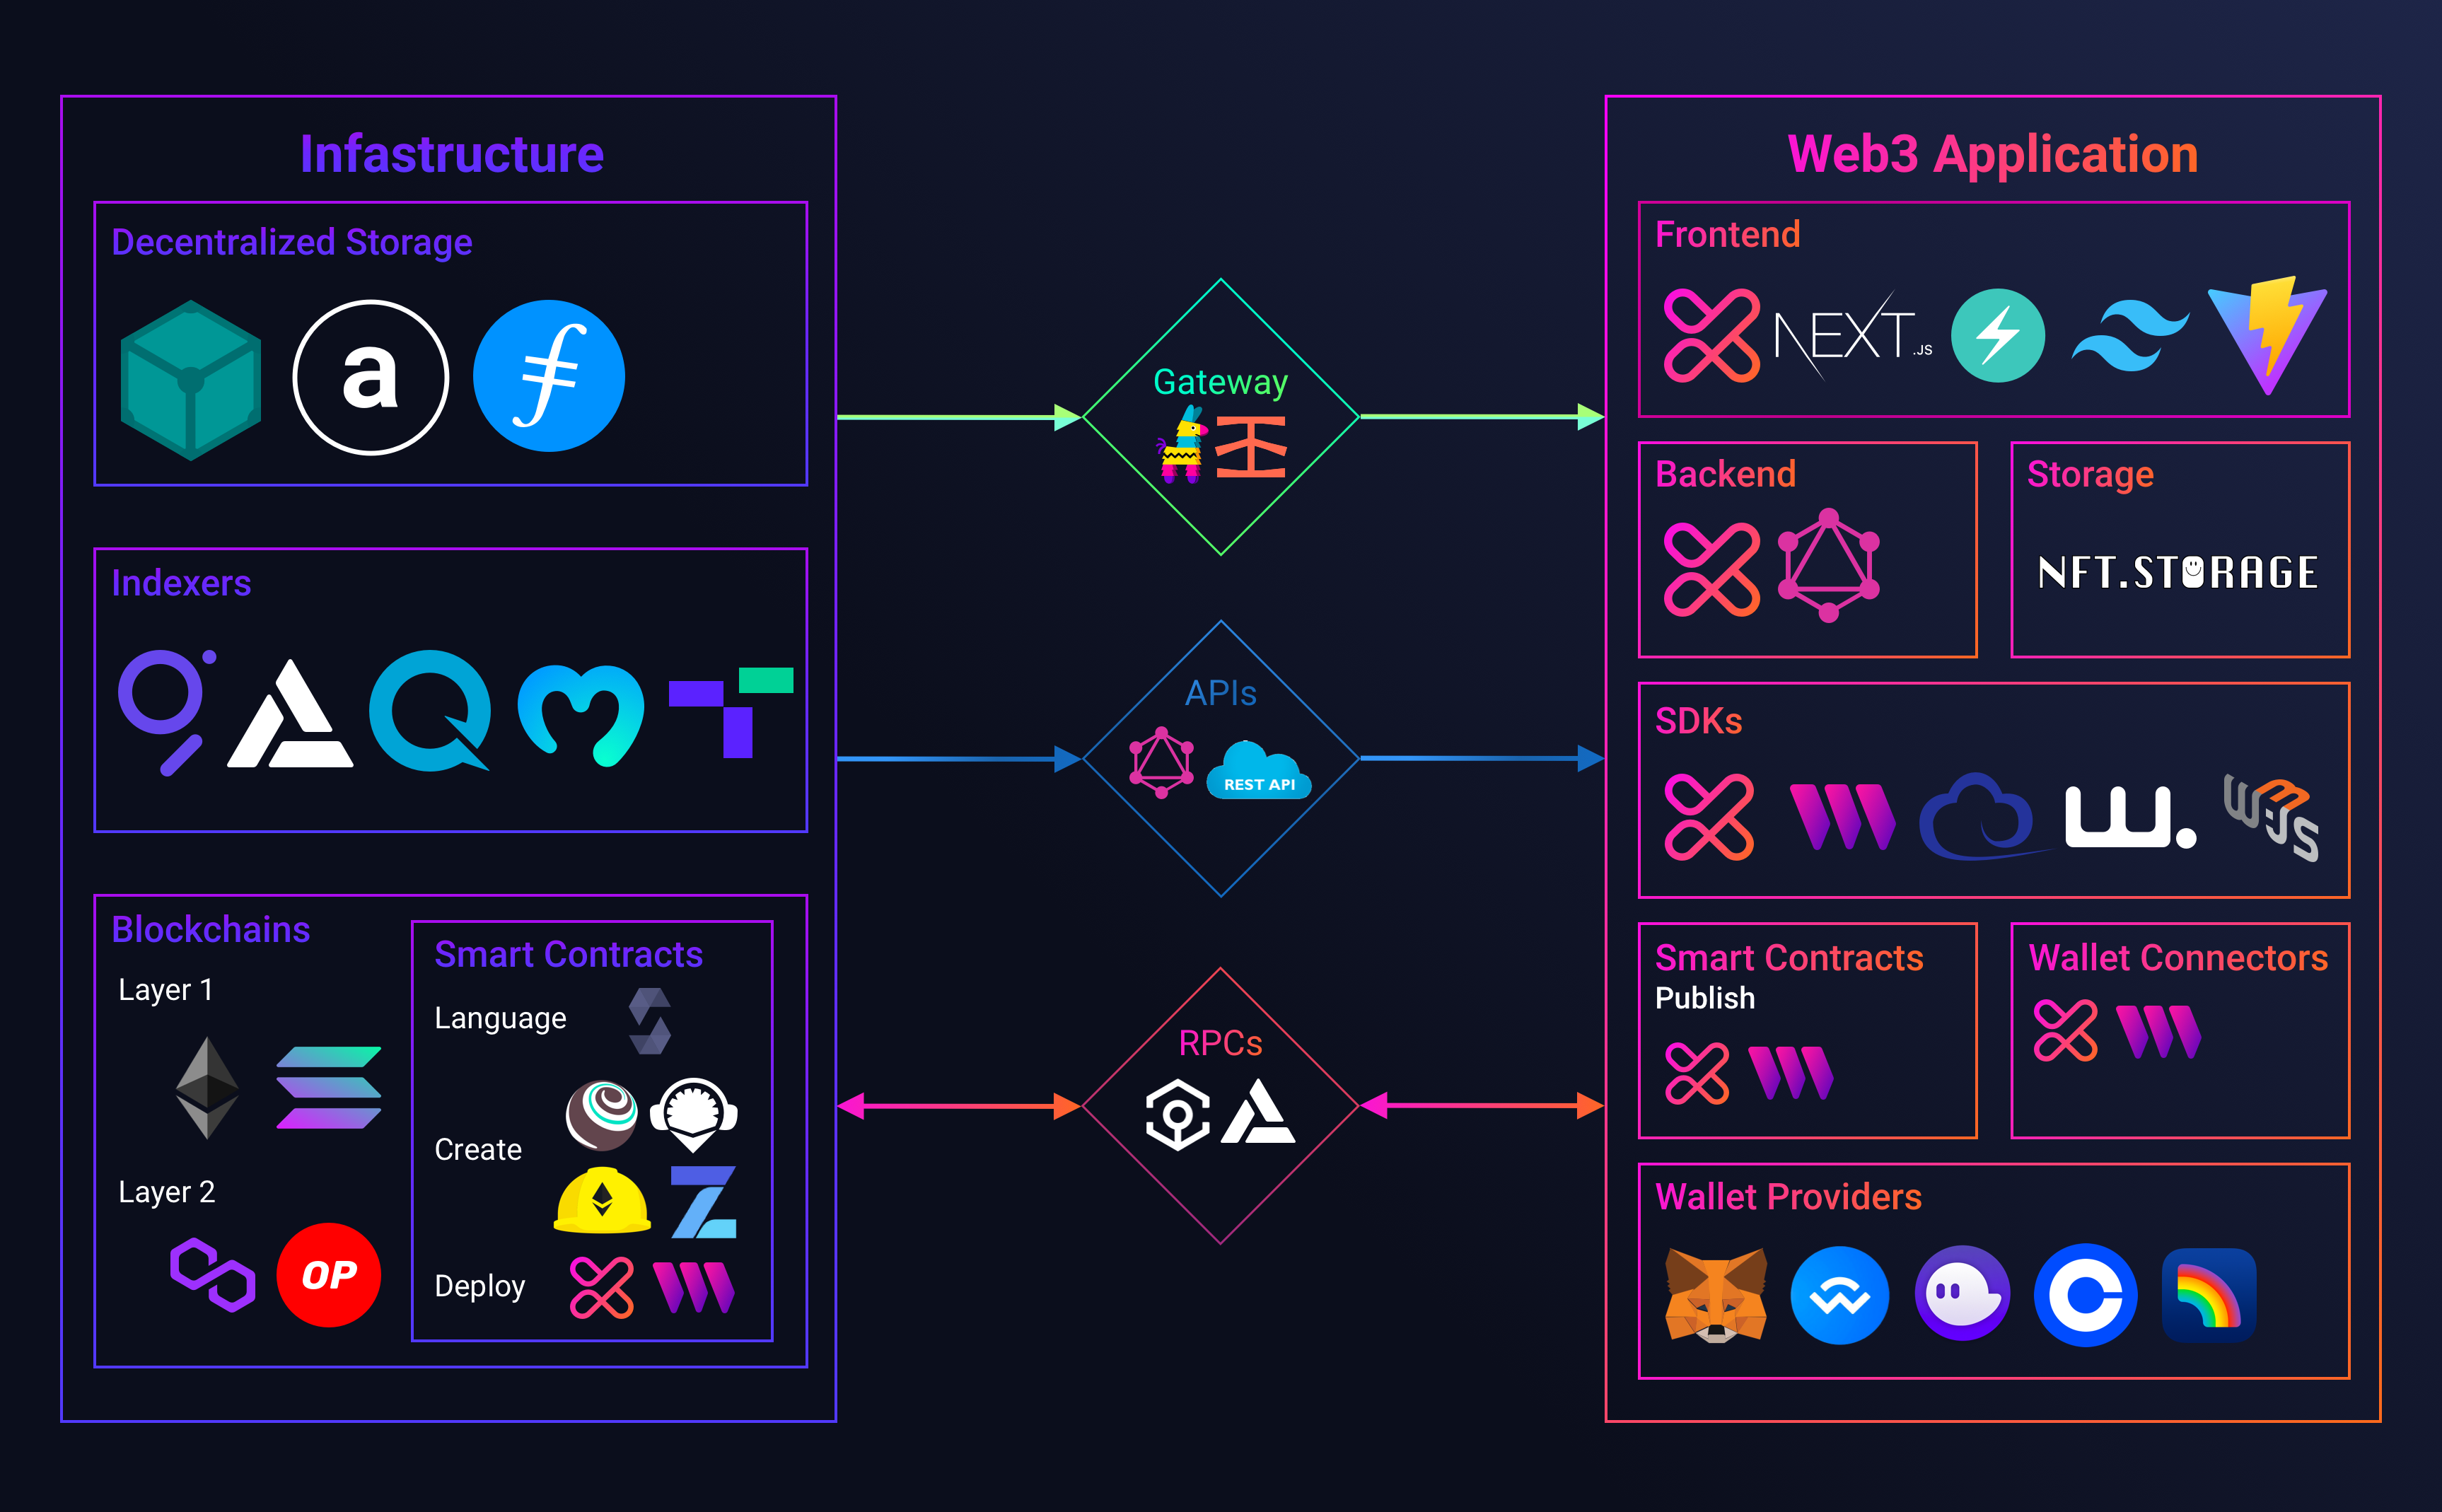 Infastructure
Decentralized Storage
a
Indexers
Blockchains
Layer 1
Layer 2
OP
Smart Contracts
Language
Create
Deploy
Gateway
APIs
REST API
RPCs
Web3 Application
Frontend
NEXT.JS
Backend
Storage
NFT.STORAGE
SDKs
w.
W3JS
Smart Contracts
Publish
Wallet Connectors
Wallet Providers